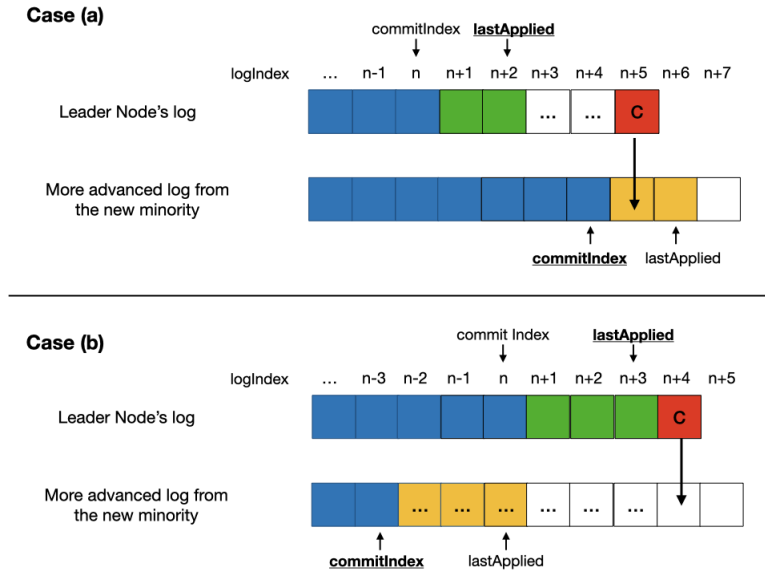 Case (a)
commitIndex lastApplied
logIndex ... n-1 n n+1 n+2 n+3 n+4 n+5 n+6 n+7
Leader Node's log ... ... C
More advanced log from
the new minority
commitIndex lastApplied
Case (b)
commit Index lastApplied
logIndex ... n-3 n-2 n-1 n n+1 n+2 n+3 n+4 n+5
Leader Node's log C
More advanced log from
the new minority ... ... ... ... ... ...
commitIndex lastApplied